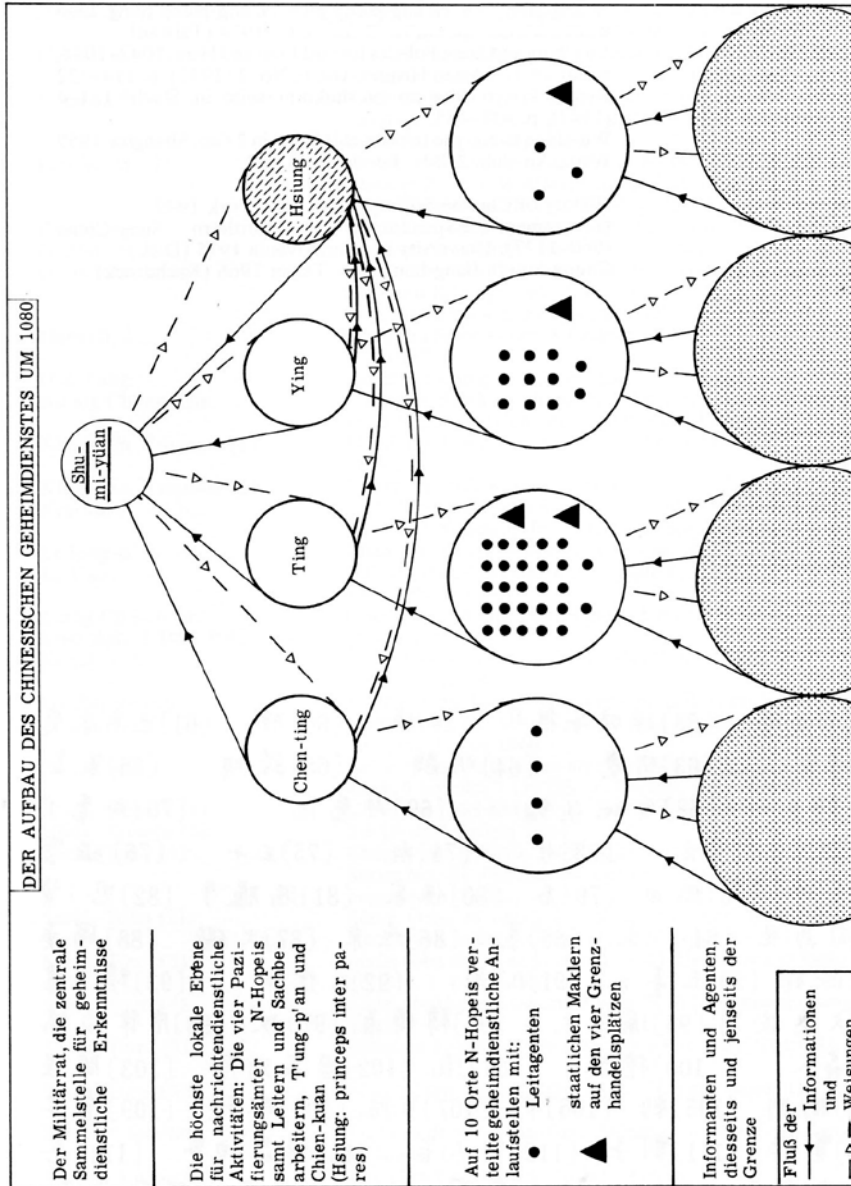 DER AUFBAU DES CHINESISCHEN GEHEIMDIENSTES UM 1080
Der Militärrat, die zentrale
Sammelstelle für geheim-
dienstliche Erkenntnisse
Shu-
mi-yüan
Die höchste lokale Ebene
für nachrichtendienstliche
Aktivitäten: Die vier Pazi-
fierungsämter N-Hopeis
samt Leitern und Sachbe
arbeitern, T'ung-p'an und
Chien-kuan
(Hsiung: princeps inter pa-
res)
Chen-ting
Ting
Ying
Hsiung
Auf 10 Orte N-Hopeis ver-
teilte geheimdienstliche An-
laufstellen mit:
Leitagenten
staatlichen Maklern
auf den vier Grenz-
handelsplätzen
Informanten und Agenten,
diesseits und jenseits der
Grenze
Fluß der
Informationen
und
Weisungen